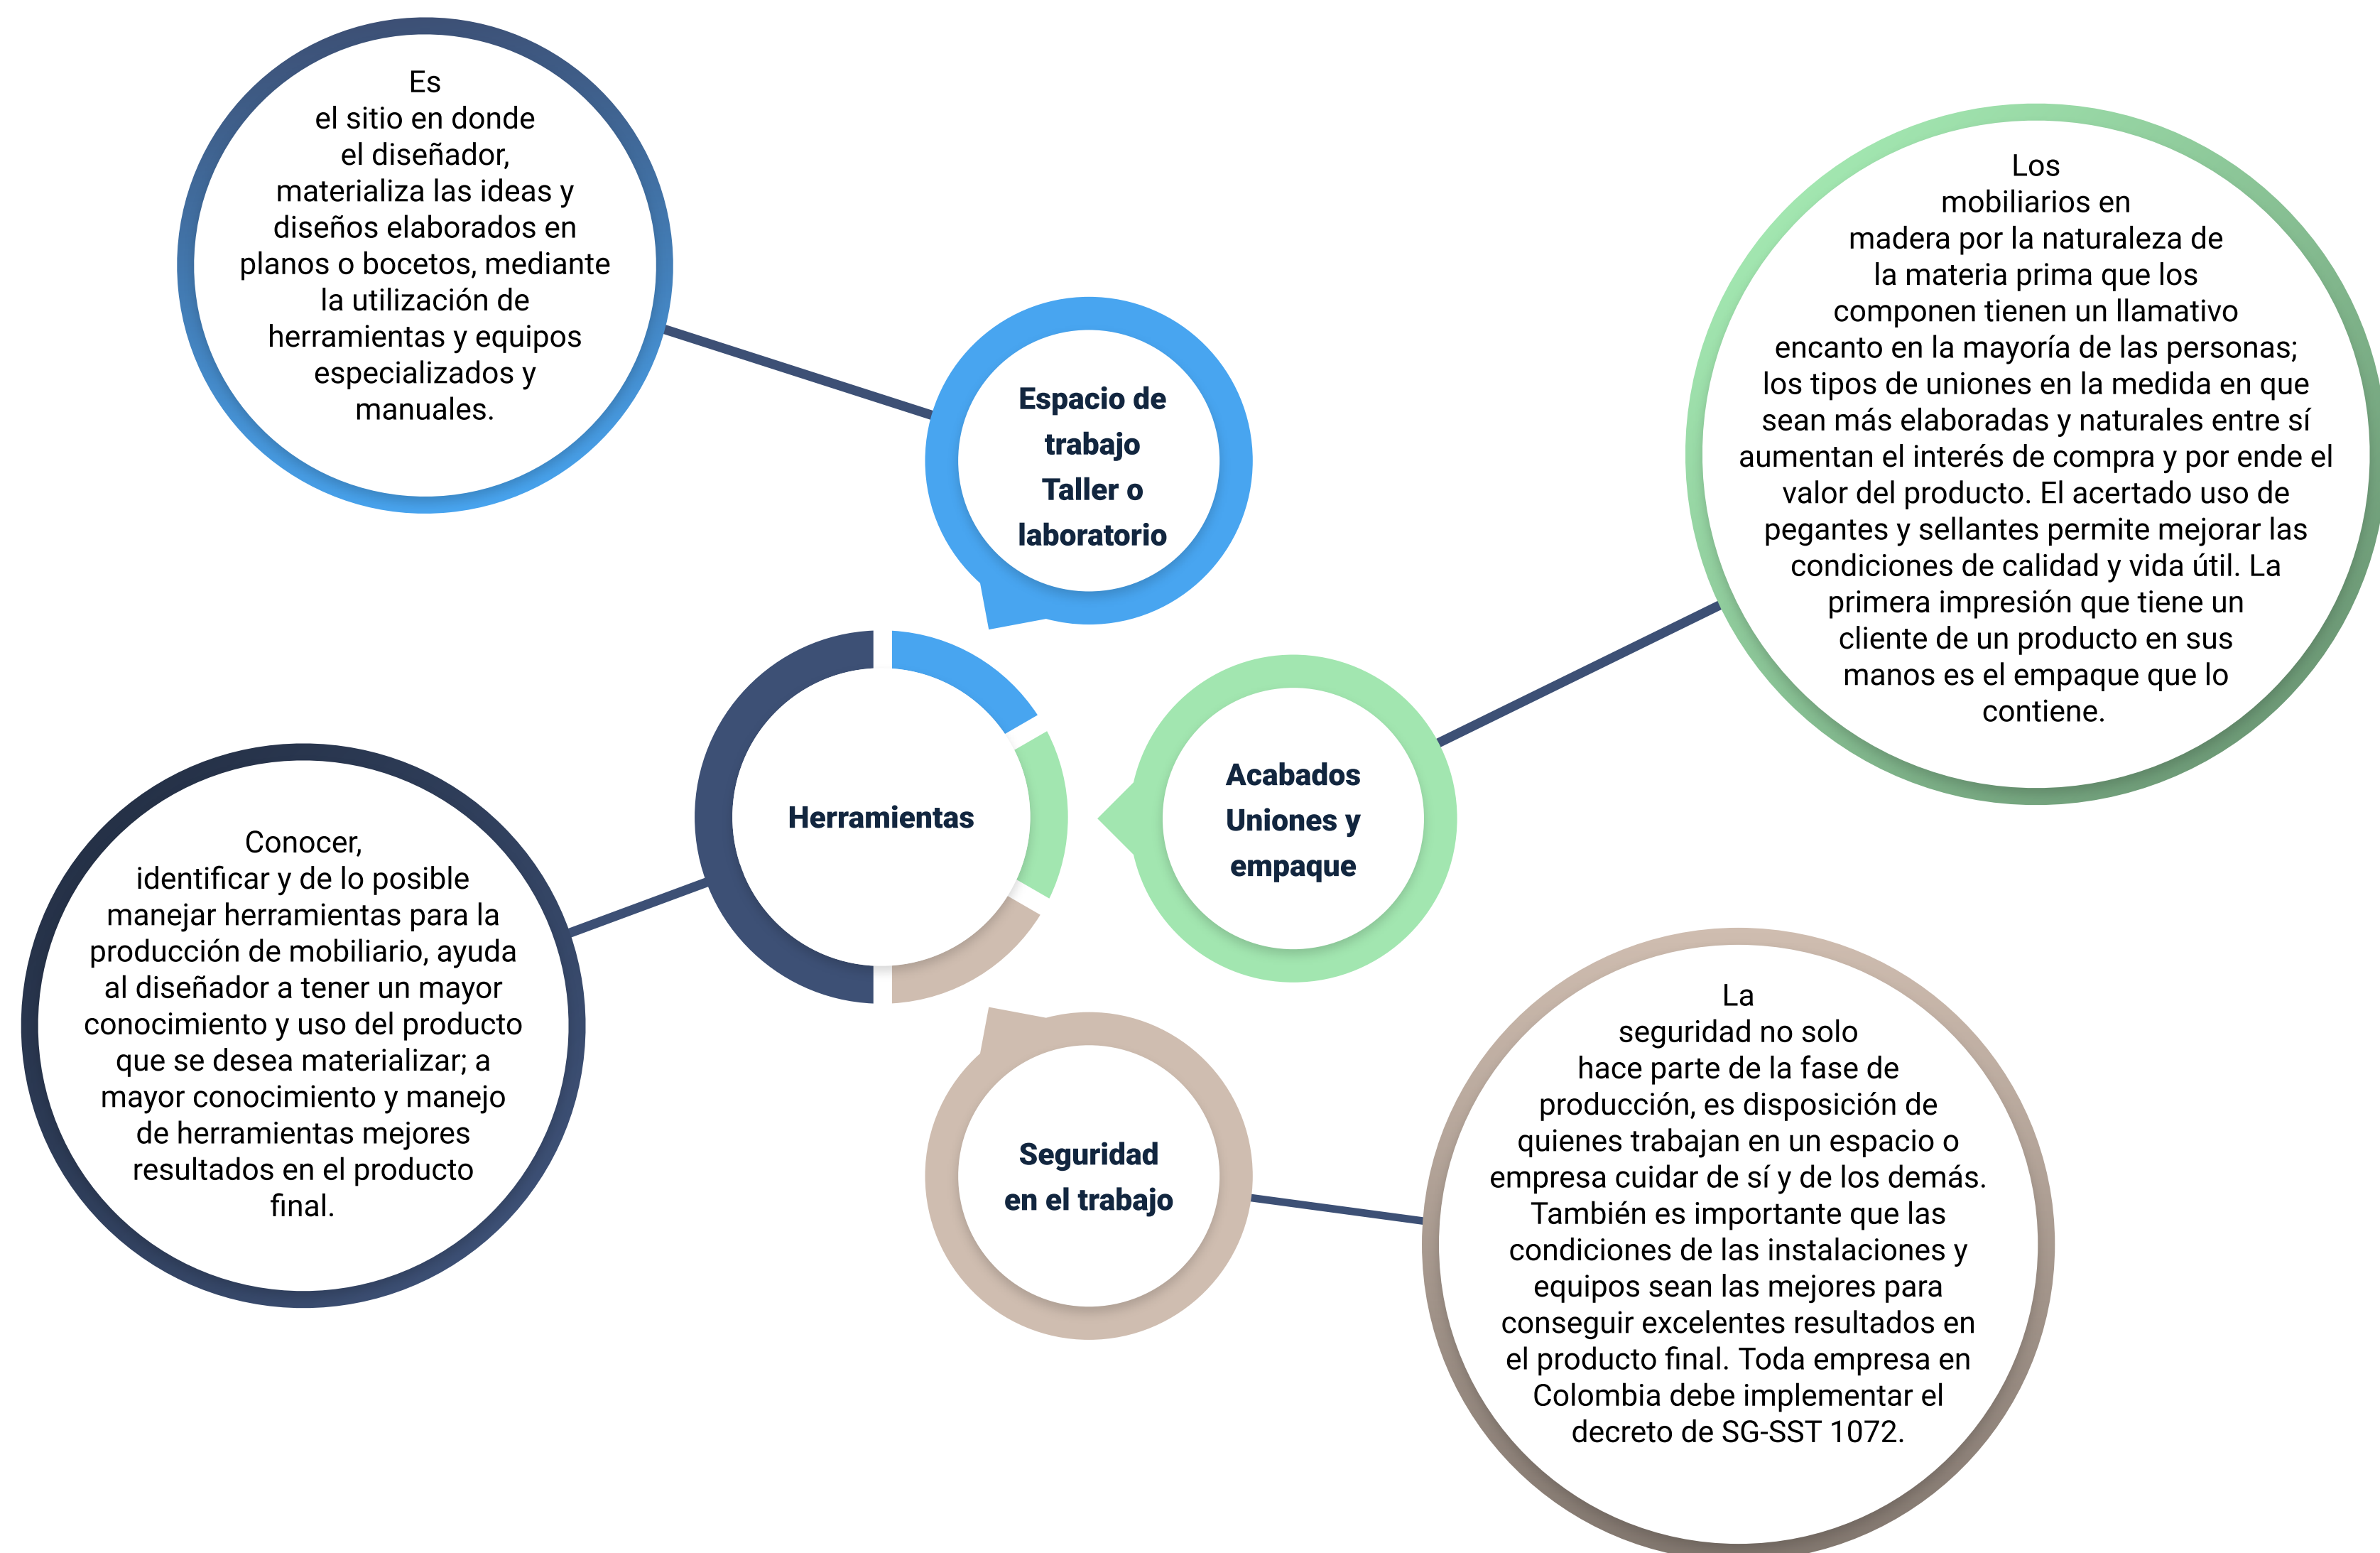 Es
el sitio en donde
el diseñador,
materializa las ideas y
diseños elaborados en
planos o bocetos, mediante
la utilización de
herramientas y equipos
especializados y
manuales.
Espacio de
trabajo
Taller o
laboratorio
Los
mobiliarios en
madera por la naturaleza de
la materia prima que los
componen tienen un llamativo
encanto en la mayoría de las personas;
los tipos de uniones en la medida en que
sean más elaboradas y naturales entre sí
aumentan el interés de compra y por ende el
valor del producto. El acertado uso de
pegantes y sellantes permite mejorar las
condiciones de calidad y vida útil. La
primera impresión que tiene un
cliente de un producto en sus
manos es el empaque que lo
contiene.
Herramientas
Acabados
Uniones y
empaque
Conocer,
identificar y de lo posible
manejar herramientas para la
producción de mobiliario, ayuda
al diseñador a tener un mayor
conocimiento y uso del producto
que se desea materializar; a
mayor conocimiento y manejo
de herramientas mejores
resultados en el producto
final.
Seguridad
en el trabajo
La
seguridad no solo
hace parte de la fase de
producción, es disposición de
quienes trabajan en un espacio o
empresa cuidar de sí y de los demás.
También es importante que las
condiciones de las instalaciones y
equipos sean las mejores para
conseguir excelentes resultados en
el producto final. Toda empresa en
Colombia debe implementar el
decreto de SG-SST 1072.